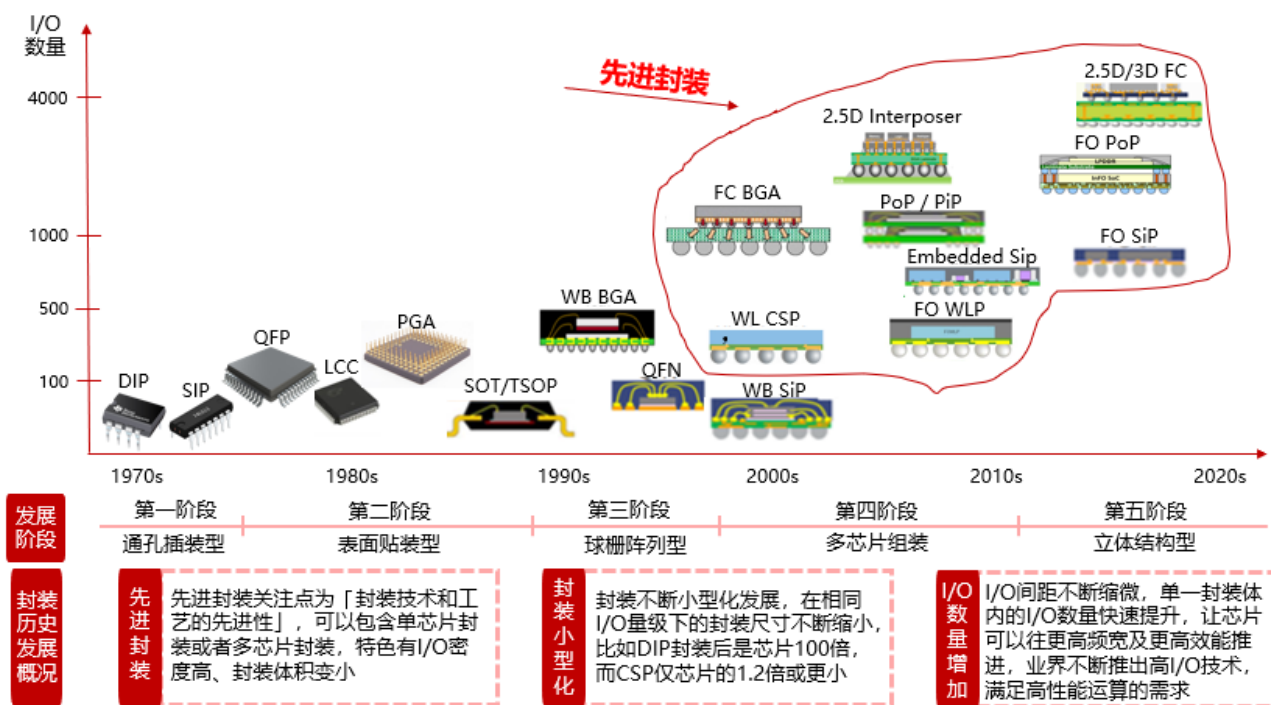 I/O
数量
4000
1000
500
100
先进封装
2.5D/3D FC
2.5D Interposer
FO PoP
LPDDR
InFO SoC
FC BGA
PoP / PiP
FO SiP
Embedded Sip
WB BGA
WL CSP
FO WLP
PGA
QFP
LCC
DIP
SIP
SOT/TSOP
QFN
WB SiP
1970s
1980s
1990s
2000s
2010s
2020s
发展
阶段
第一阶段
第二阶段
第三阶段
第四阶段
第五阶段
通孔插装型
表面贴装型
球栅阵列型
多芯片组装
立体结构型
封装
历史
发展
概况
先
进
封
装
先进封装关注点为「封装技术和工
艺的先进性」，可以包含单芯片封
装或者多芯片封装，特色有I/O密
度高、封装体积变小
封
装
小
型
化
封装不断小型化发展，在相同
I/O量级下的封装尺寸不断缩小，
比如DIP封装后是芯片100倍，
而CSP仅芯片的1.2倍或更小
I/O
数
量
增
加
I/O间距不断缩微，单一封装体
内的I/O数量快速提升，让芯片
可以往更高频宽及更高效能推
进，业界不断推出高I/O技术，
满足高性能运算的需求